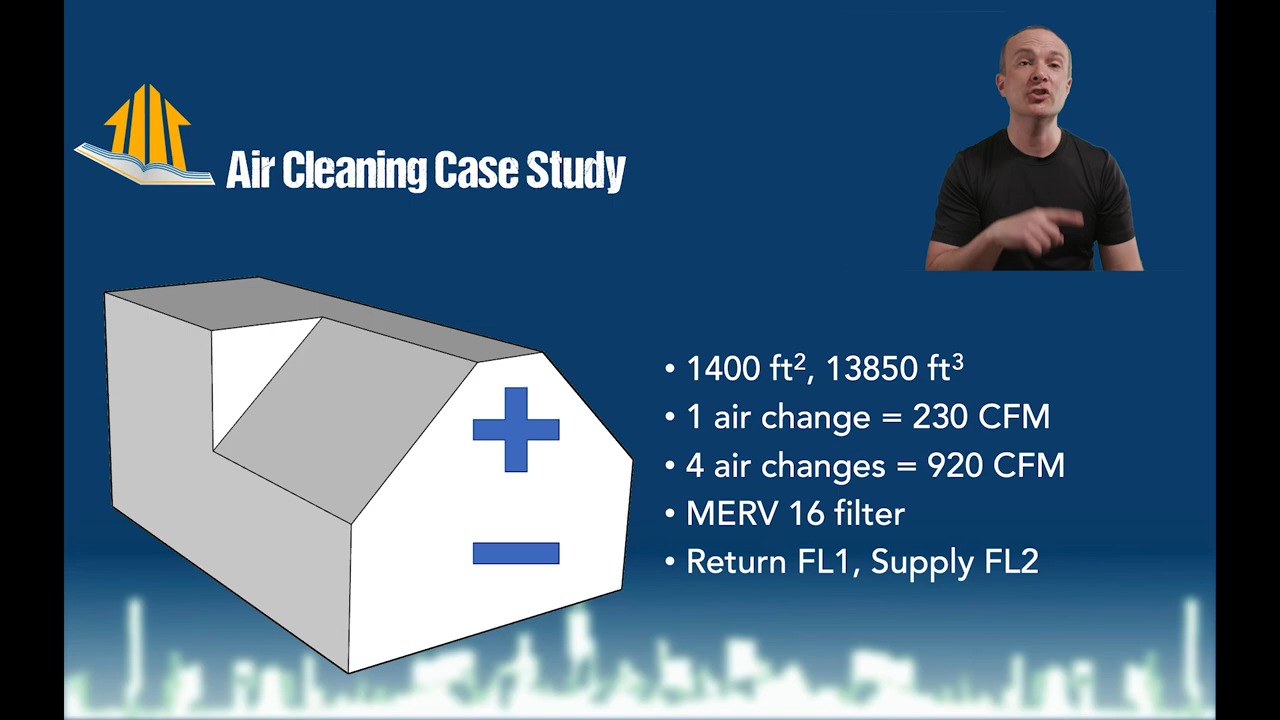 Air Cleaning Case Study
• 1400 ft², 13850 ft³
• 1 air change = 230 CFM
• 4 air changes = 920 CFM
• MERV 16 filter
• Return FL1, Supply FL2